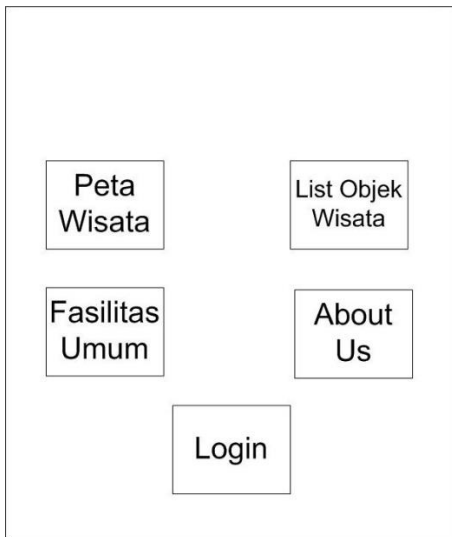 Peta
Wisata
List Objek
Wisata
Fasilitas
Umum
About
Us
Login